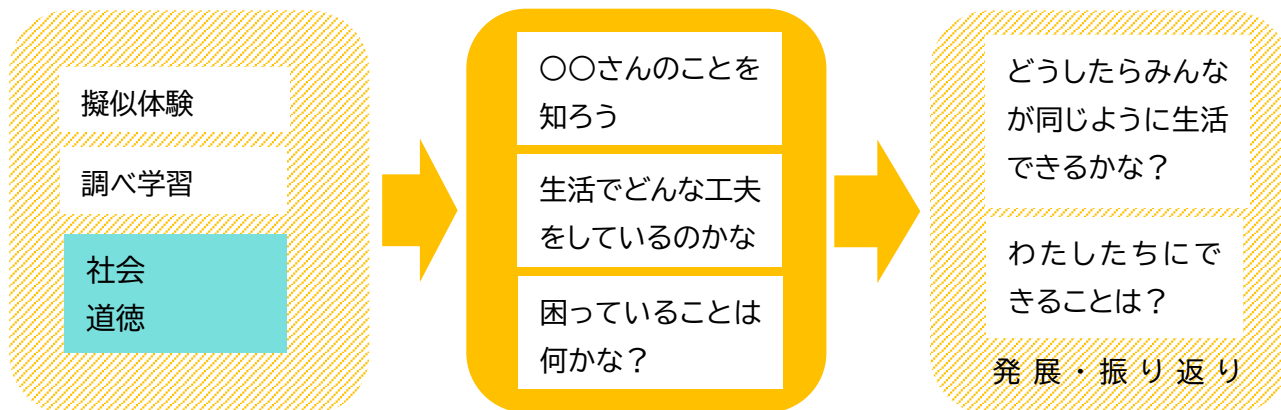 擬似体験
調べ学習
社会
道徳
〇〇さんのことを
知ろう
生活でどんな工夫
をしているのかな
困っていることは
何かな？
どうしたらみんな
が同じように生活
できるかな？
わたしたちにで
きることは？
発展・振り返り